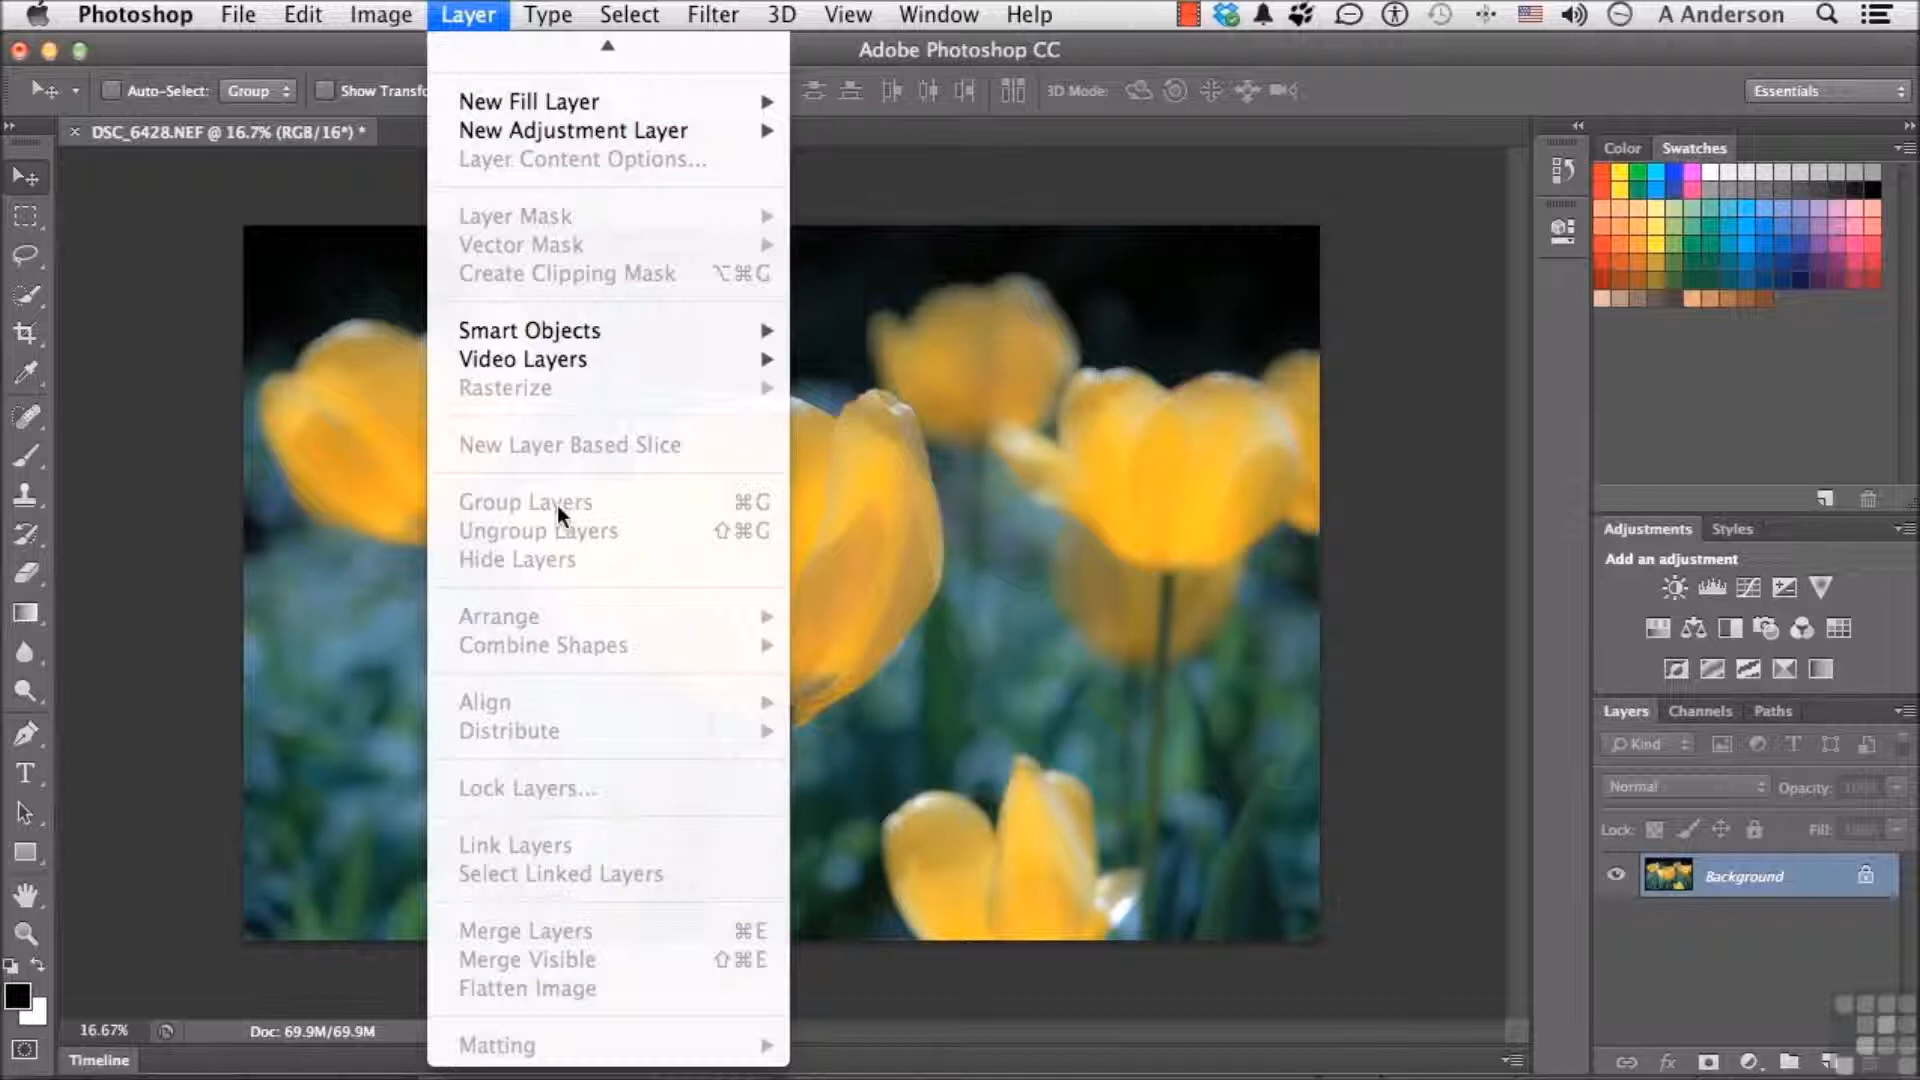 Photoshop File Edit Image Layer Type Select Filter 3D View Window Help A Anderson
Adobe Photoshop CC
Auto-Select: Group Show Transfo 3D Mode: Essentials
× DSC_6428.NEF @ 16.7% (RGB/16*) *
New Fill Layer
New Adjustment Layer
Layer Content Options...
Layer Mask
Vector Mask
Create Clipping Mask ⌥⌘G
Smart Objects
Video Layers
Rasterize
New Layer Based Slice
Group Layers ⌘G
Ungroup Layers ⇧⌘G
Hide Layers
Arrange
Combine Shapes
Align
Distribute
Lock Layers...
Link Layers
Select Linked Layers
Merge Layers ⌘E
Merge Visible ⇧⌘E
Flatten Image
Matting
Color Swatches
Adjustments Styles
Add an adjustment
Layers Channels Paths
Kind
Normal Opacity:
Lock: Fill:
Background
fx
16.67% Doc: 69.9M/69.9M
Timeline